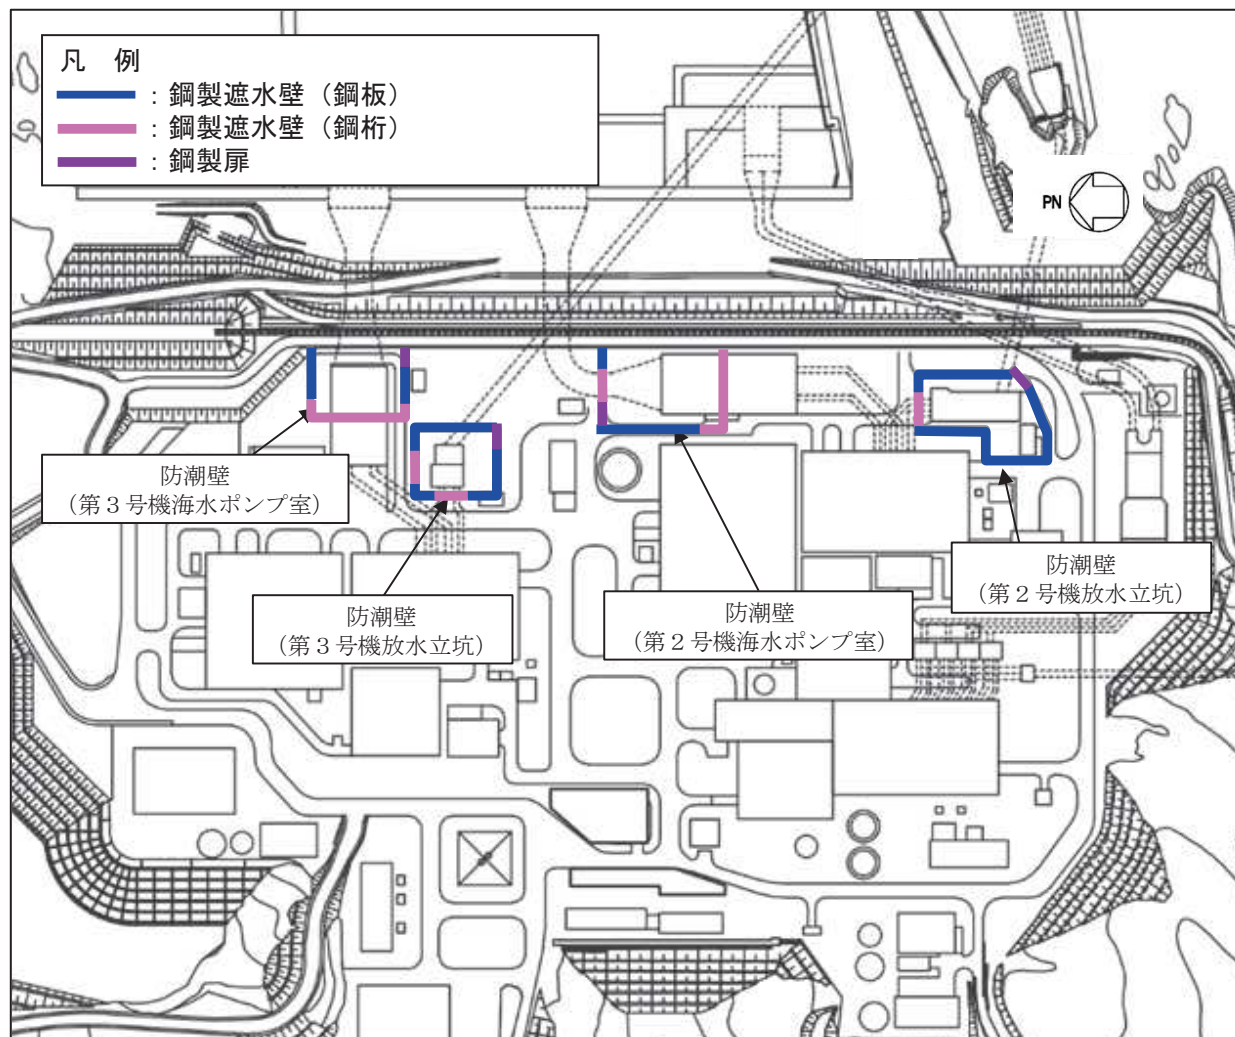 凡 例
：鋼製遮水壁（鋼板）
：鋼製遮水壁（鋼桁）
：鋼製扉
PN
防潮壁
（第３号機海水ポンプ室）
防潮壁
（第３号機放水立坑）
防潮壁
（第２号機海水ポンプ室）
防潮壁
（第２号機放水立坑）